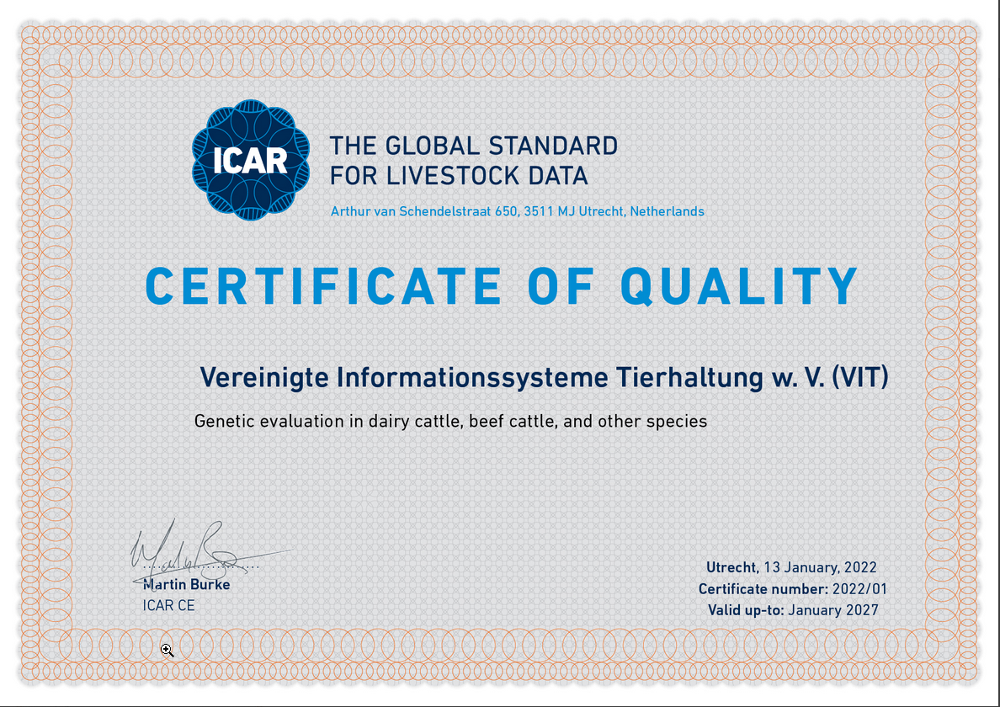 ICAR
THE GLOBAL STANDARD
FOR LIVESTOCK DATA
Arthur van Schendelstraat 650, 3511 MJ Utrecht, Netherlands
CERTIFICATE OF QUALITY
Vereinigte Informationssysteme Tierhaltung w. V. (VIT)
Genetic evaluation in dairy cattle, beef cattle, and other species
Martin Burke
ICAR CE
Utrecht, 13 January, 2022
Certificate number: 2022/01
Valid up-to: January 2027